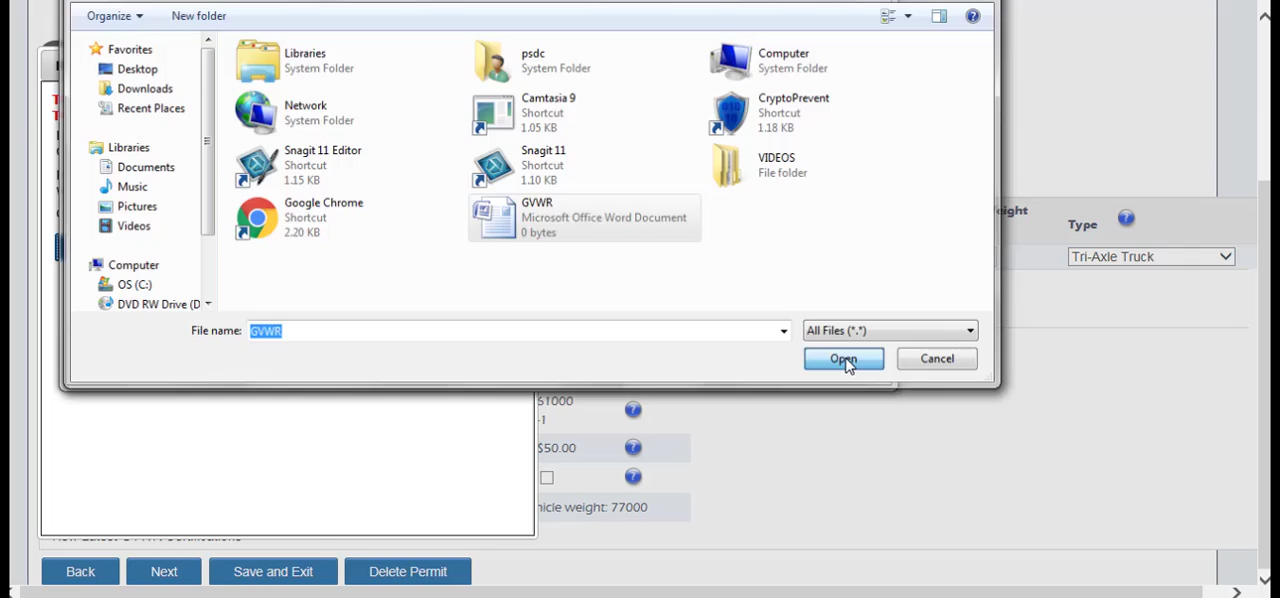 Organize
New folder
Favorites
Desktop
Downloads
Recent Places
Libraries
Documents
Music
Pictures
Videos
Computer
OS (C:)
DVD RW Drive (D
Libraries
System Folder
psdc
System Folder
Computer
System Folder
Network
System Folder
Camtasia 9
Shortcut
1.05 KB
CryptoPrevent
Shortcut
1.18 KB
Snagit 11 Editor
Shortcut
1.15 KB
Snagit 11
Shortcut
1.10 KB
VIDEOS
File folder
Google Chrome
Shortcut
2.20 KB
GVWR
Microsoft Office Word Document
0 bytes
File name: GVWR
All Files (*.*)
Open
Cancel
Type
Tri-Axle Truck
$50.00
hicle weight: 77000
Back
Next
Save and Exit
Delete Permit